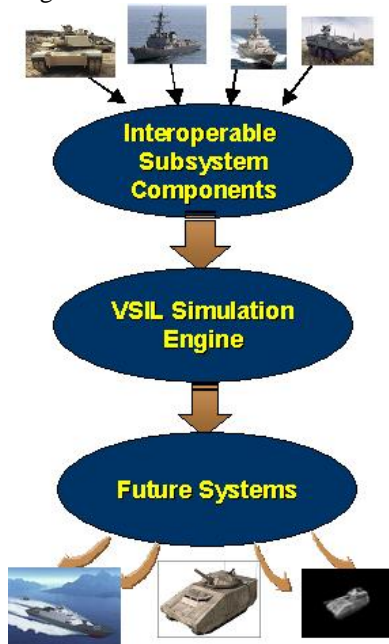 Interoperable
Subsystem
Components
VSIL Simulation
Engine
Future Systems